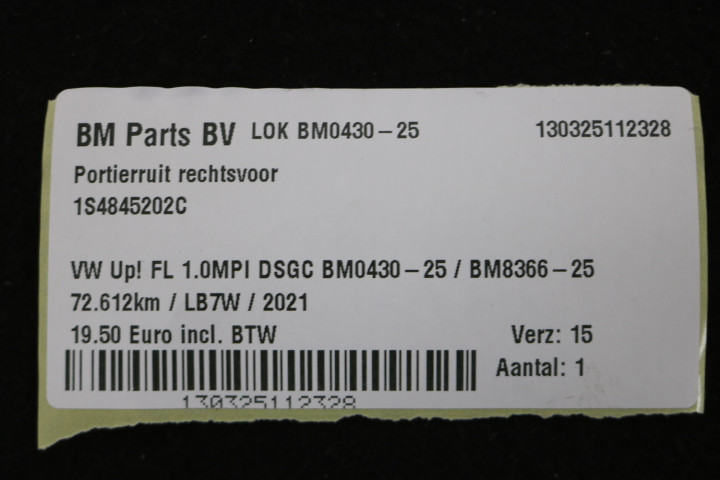 BM Parts BV LOK BM0430-25 130325112328
Portierruit rechtsvoor
1S4845202C
VW Up! FL 1.0MPI DSGC BM0430-25 / BM8366-25
72.612km / LB7W / 2021
19.50 Euro incl. BTW Verz: 15
Aantal: 1
130325112328